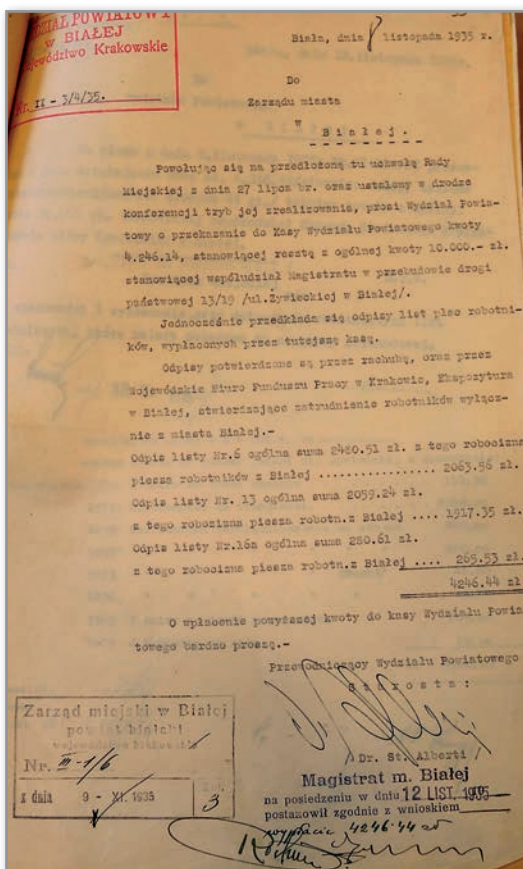 WYDZIAŁ POWIATOWY
w BIAŁEJ
Województwo Krakowskie
Nr. II - 3/4/35.
Biała, dnia 8 listopada 1935 r.
Do
Zarządu miasta
w
Białej.
Powołując się na przedłożoną tu uchwałę Rady
Miejskiej z dnia 27 lipca br. oraz ustalony w drodze
konferencji tryb jej zrealizowania, prosi Wydział Powia-
towy o przekazanie do Kasy Wydziału Powiatowego kwoty
4.246.14, stanowiącej resztę z ogólnej kwoty 10.000.- zł.
stanowiącej współudział Magistratu w przebudowie drogi
państwowej 13/19 /ul.Żywieckiej w Białej/.
Jednocześnie przedkłada się odpisy list płac robotni-
ków, wypłaconych przez tutejszą kasę.
Odpisy potwierdzone są przez rachubę, oraz przez
Wojewódzkie Biuro Funduszu Pracy w Krakowie, Ekspozytura
w Białej, stwierdzające zatrudnienie robotników wyłącz-
nie z miasta Białej.-
Odpis listy Nr.6 ogólna suma 2480.51 zł. z tego robocizna
piesza robotników z Białej ................ 2063.56 zł.
Odpis listy Nr. 13 ogólna suma 2059.24 zł.
z tego robocizna piesza robotn.z Białej .... 1917.35 zł.
Odpis listy Nr.16a ogólna suma 280.61 zł.
z tego robocizna piesza robotn.z Białej .... 265.53 zł.
4246.44 zł
O wpłacenie powyższej kwoty do kasy Wydziału Powia-
towego bardzo proszę.-
Przewodniczący Wydziału Powiatowego
Starosta:
/Dr. St. Alberti/
Zarząd miejski w Białej
powiat bialski
województwo krakowskie
Nr. III-1/6
z dnia 9 - XI. 1935
3
Magistrat m. Białej
na posiedzeniu w dniu 12 LIST. 1935
postanowił zgodnie z wnioskiem
wypłacić 4246.44 zł